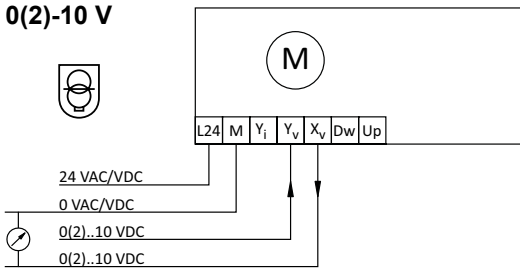 0(2)-10 V
M
L24 M Yi Yv Xv Dw Up
24 VAC/VDC
0 VAC/VDC
0(2)..10 VDC
0(2)..10 VDC